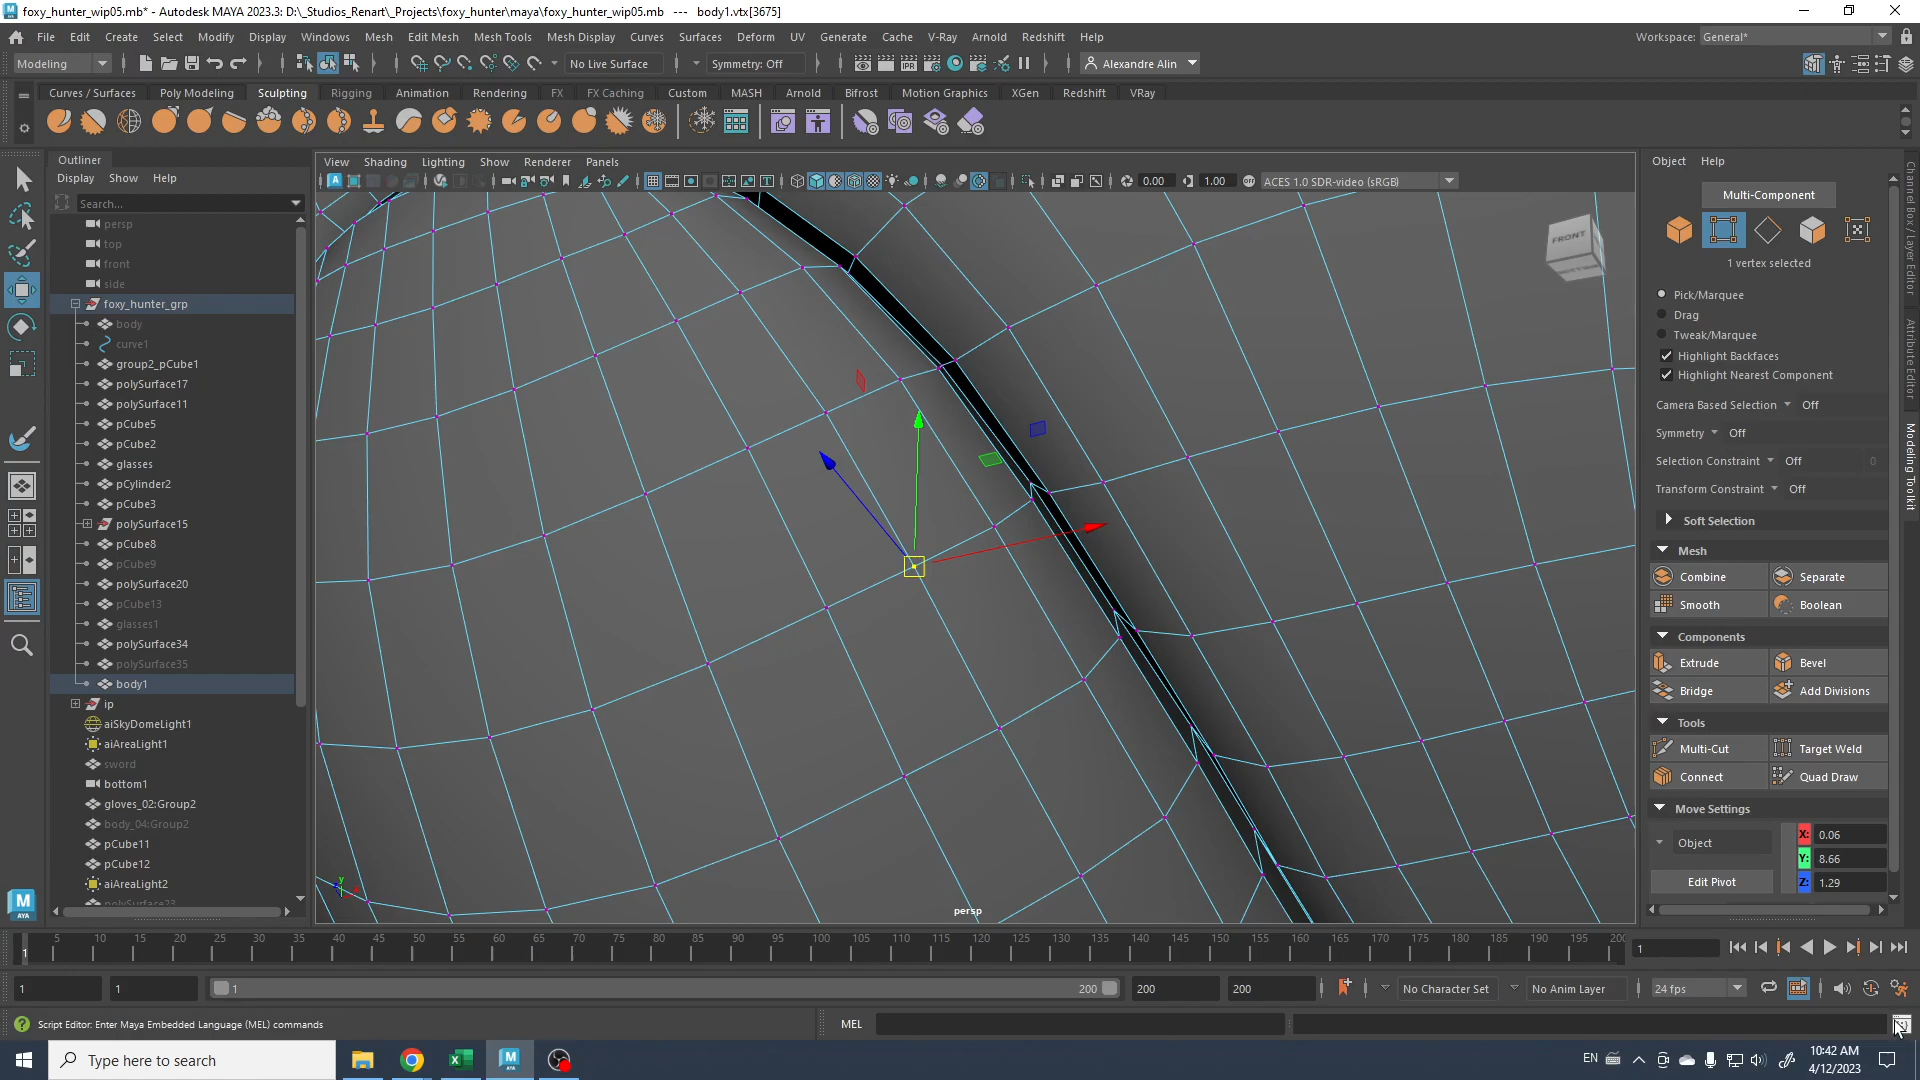 foxy_hunter_wip05.mb* - Autodesk MAYA 2023.3: D:\_Studios_Renart\_Projects\foxy_hunter\maya\foxy_hunter_wip05.mb --- body1.vtx[3675]
File Edit Create Select Modify Display Windows Mesh Edit Mesh Mesh Tools Mesh Display Curves Surfaces Deform UV Generate Cache V-Ray Arnold Redshift Help
Workspace: General*
Modeling
No Live Surface
Symmetry: Off
Alexandre Alin
Curves / Surfaces Poly Modeling Sculpting Rigging Animation Rendering FX FX Caching Custom MASH Arnold Bifrost Motion Graphics XGen Redshift VRay
Outliner
Display Show Help
Search...
persp
top
front
side
foxy_hunter_grp
body
curve1
group2_pCube1
polySurface17
polySurface11
pCube5
pCube2
glasses
pCylinder2
pCube3
polySurface15
pCube8
pCube9
polySurface20
pCube13
glasses1
polySurface34
polySurface35
body1
ip
aiSkyDomeLight1
aiAreaLight1
sword
bottom1
gloves_02:Group2
body_04:Group2
pCube11
pCube12
aiAreaLight2
polySurface23
View Shading Lighting Show Renderer Panels
0.00
1.00
ACES 1.0 SDR-video (sRGB)
FRONT
persp
Object Help
Multi-Component
1 vertex selected
Pick/Marquee
Drag
Tweak/Marquee
Highlight Backfaces
Highlight Nearest Component
Camera Based Selection Off
Symmetry Off
Selection Constraint Off 0
Transform Constraint Off
Soft Selection
Mesh
Combine Separate
Smooth Boolean
Components
Extrude Bevel
Bridge Add Divisions
Tools
Multi-Cut Target Weld
Connect Quad Draw
Move Settings
Object
X: 0.06
Y: 8.66
Z: 1.29
Edit Pivot
Channel Box / Layer Editor
Attribute Editor
Modeling Toolkit
5 10 15 20 25 30 35 40 45 50 55 60 65 70 75 80 85 90 95 100 105 110 115 120 125 130 135 140 145 150 155 160 165 170 175 180 185 190 195 200
1
1
1 1 1 200 200 200
No Character Set
No Anim Layer
24 fps
Script Editor: Enter Maya Embedded Language (MEL) commands
MEL
Type here to search
EN
10:42 AM
4/12/2023